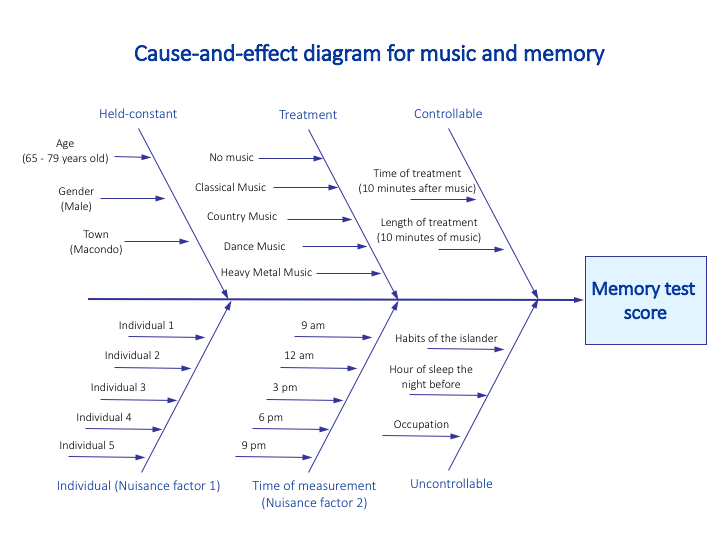 Cause-and-effect diagram for music and memory
Held-constant
Treatment
Controllable
Age
(65 - 79 years old)
Gender
(Male)
Town
(Macondo)
No music
Classical Music
Country Music
Dance Music
Heavy Metal Music
Time of treatment
(10 minutes after music)
Length of treatment
(10 minutes of music)
Memory test
score
Individual 1
Individual 2
Individual 3
Individual 4
Individual 5
9 am
12 am
3 pm
6 pm
9 pm
Habits of the islander
Hour of sleep the
night before
Occupation
Individual (Nuisance factor 1)
Time of measurement
(Nuisance factor 2)
Uncontrollable